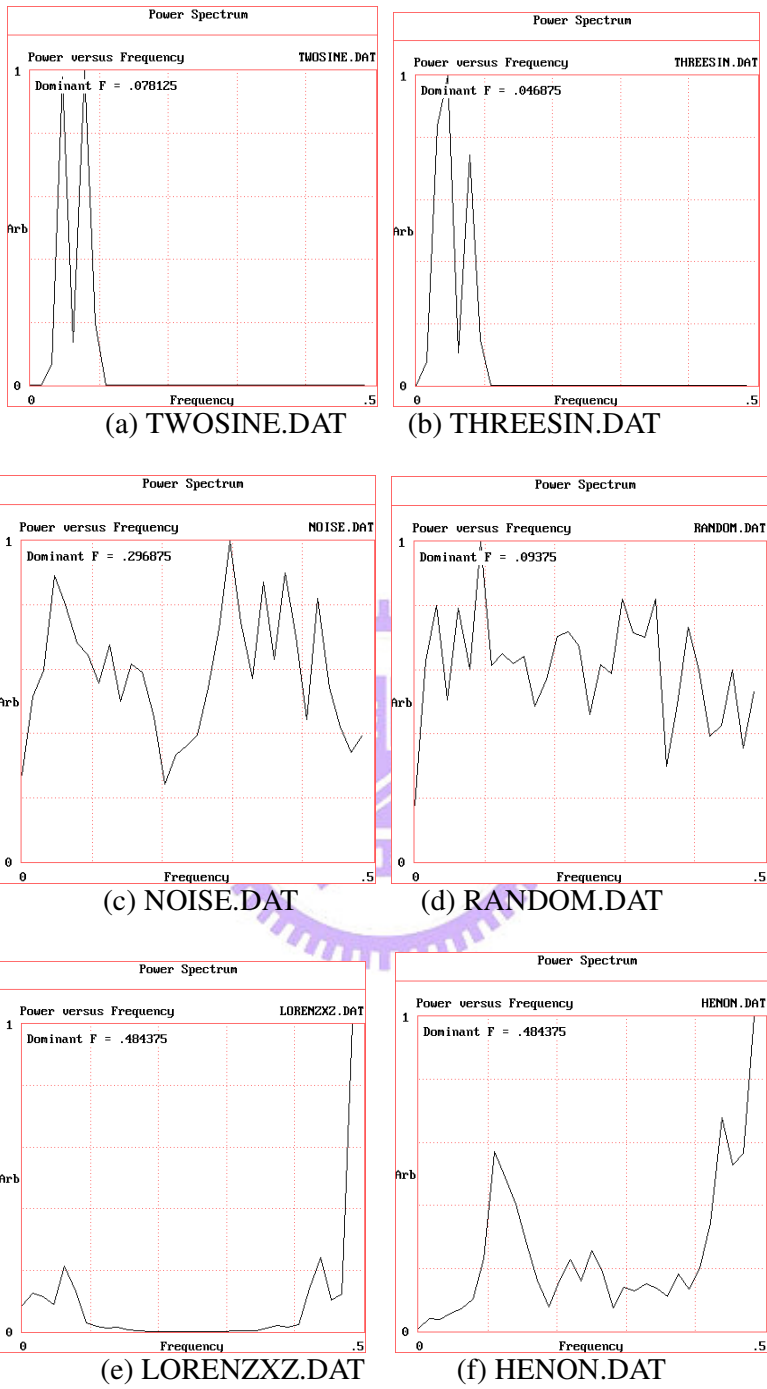 Power Spectrum
Power versus Frequency TWOSINE.DAT
1
Dominant F = .078125
Arb
0
0 Frequency .5
(a) TWOSINE.DAT
Power Spectrum
Power versus Frequency THREESIN.DAT
1
Dominant F = .046875
Arb
0
0 Frequency .5
(b) THREESIN.DAT
Power Spectrum
Power versus Frequency NOISE.DAT
1
Dominant F = .296875
Arb
0
0 Frequency .5
(c) NOISE.DAT
Power Spectrum
Power versus Frequency RANDOM.DAT
1
Dominant F = .09375
Arb
0
0 Frequency .5
(d) RANDOM.DAT
Power Spectrum
Power versus Frequency LORENZXZ.DAT
1
Dominant F = .484375
Arb
0
0 Frequency .5
(e) LORENZXZ.DAT
Power Spectrum
Power versus Frequency HENON.DAT
1
Dominant F = .484375
Arb
0
0 Frequency .5
(f) HENON.DAT